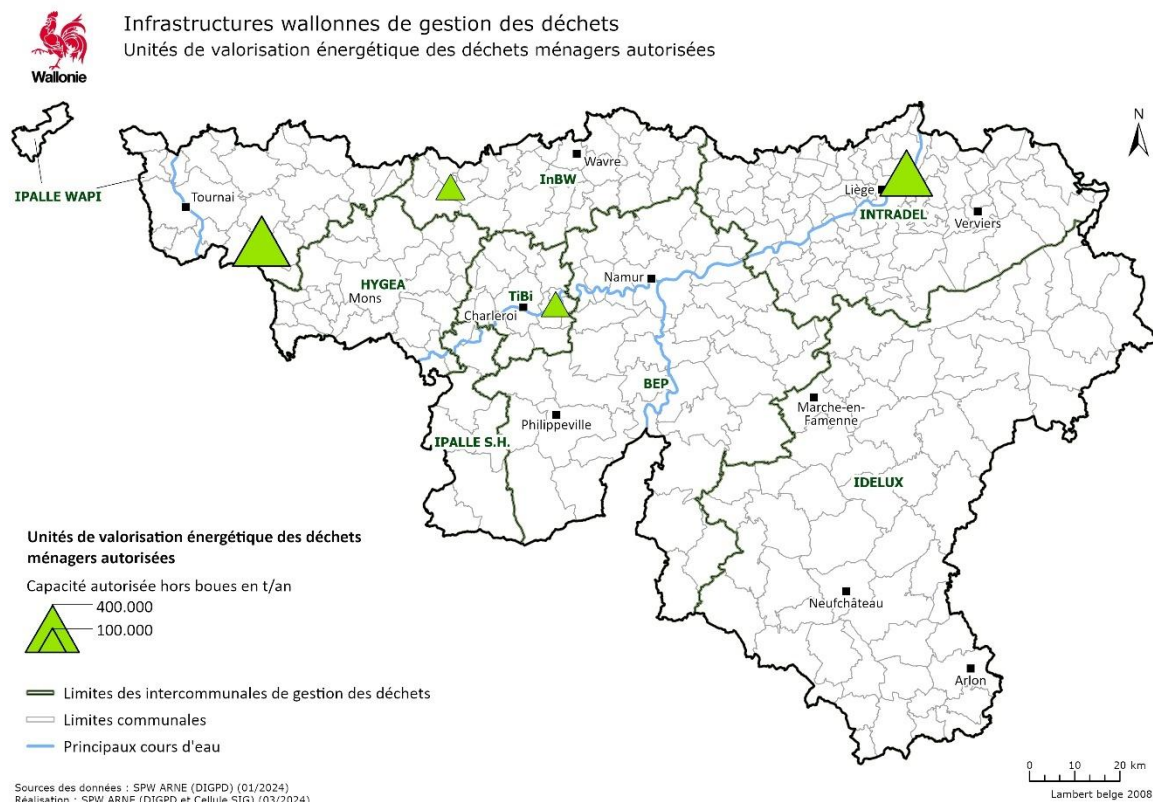 Infrastructures wallonnes de gestion des déchets
Unités de valorisation énergétique des déchets ménagers autorisées
Wallonie
N
IPALLE WAPI
Tournai
InBW
Wavre
Liège
INTRADEL
Verviers
HYGEA
Mons
TiBi
Charleroi
Namur
BEP
Philippeville
IPALLE S.H.
Marche-en-
Famenne
IDELUX
Neufchâteau
Arlon
Unités de valorisation énergétique des déchets
ménagers autorisées
Capacité autorisée hors boues en t/an
400.000
100.000
Limites des intercommunales de gestion des déchets
Limites communales
Principaux cours d'eau
0 10 20 km
Lambert belge 2008
Sources des données : SPW ARNE (DIGPD) (01/2024)
Réalisation : SPW ARNE (DIGPD et Cellule SIG) (03/2024)